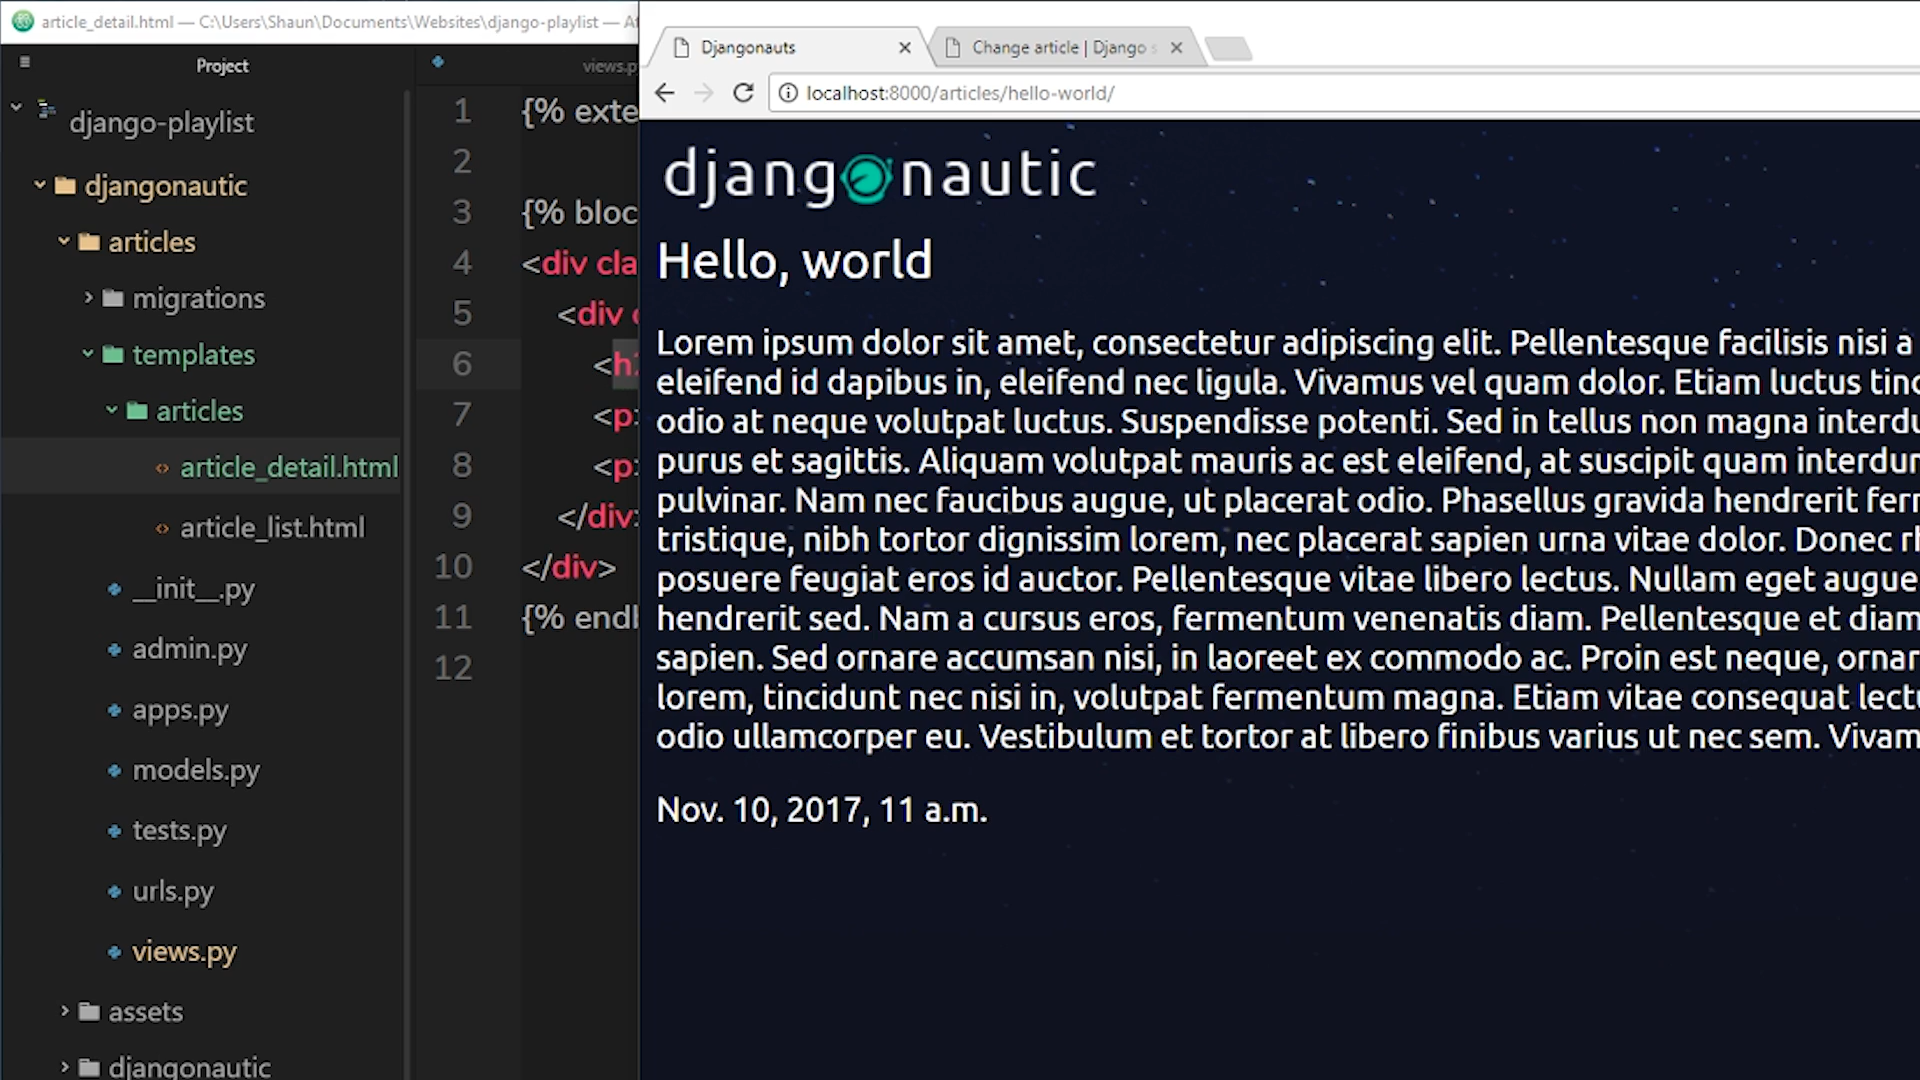 article_detail.html — C:\Users\Shaun\Documents\Websites\django-playlist — At
Project
django-playlist
djangonautic
articles
migrations
templates
articles
article_detail.html
article_list.html
__init__.py
admin.py
apps.py
models.py
tests.py
urls.py
views.py
assets
djangonautic
views.p
1 {% exte
2
3 {% bloc
4 <div cla
5 <div c
6 <h2
7 <p>
8 <p>
9 </div>
10 </div>
11 {% endb
12
Djangonauts
Change article | Django s
localhost:8000/articles/hello-world/
djangonautic
Hello, world
Lorem ipsum dolor sit amet, consectetur adipiscing elit. Pellentesque facilisis nisi a
eleifend id dapibus in, eleifend nec ligula. Vivamus vel quam dolor. Etiam luctus tinc
odio at neque volutpat luctus. Suspendisse potenti. Sed in tellus non magna interdu
purus et sagittis. Aliquam volutpat mauris ac est eleifend, at suscipit quam interdum
pulvinar. Nam nec faucibus augue, ut placerat odio. Phasellus gravida hendrerit ferm
tristique, nibh tortor dignissim lorem, nec placerat sapien urna vitae dolor. Donec rh
posuere feugiat eros id auctor. Pellentesque vitae libero lectus. Nullam eget augue
hendrerit sed. Nam a cursus eros, fermentum venenatis diam. Pellentesque et diam
sapien. Sed ornare accumsan nisi, in laoreet ex commodo ac. Proin est neque, ornar
lorem, tincidunt nec nisi in, volutpat fermentum magna. Etiam vitae consequat lectu
odio ullamcorper eu. Vestibulum et tortor at libero finibus varius ut nec sem. Vivam
Nov. 10, 2017, 11 a.m.